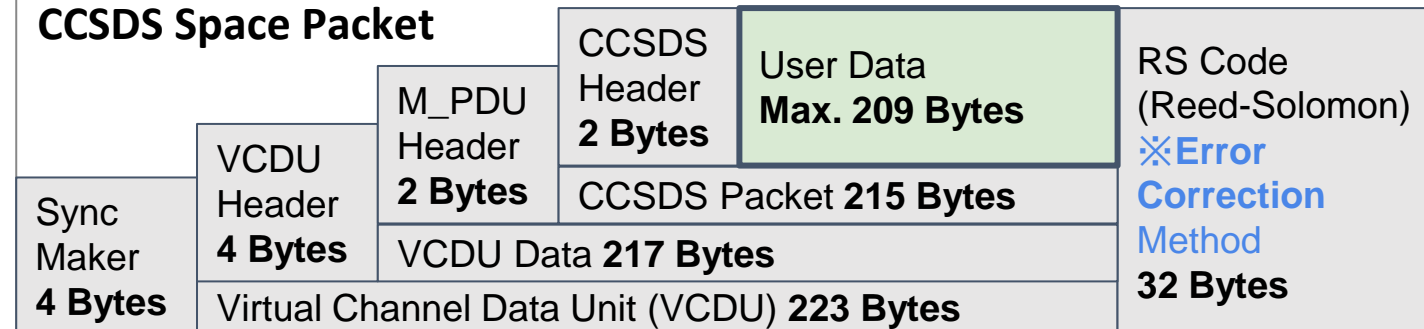 CCSDS Space Packet
Sync
Maker
4 Bytes
VCDU
Header
4 Bytes
M_PDU
Header
2 Bytes
CCSDS
Header
2 Bytes
User Data
Max. 209 Bytes
CCSDS Packet 215 Bytes
VCDU Data 217 Bytes
Virtual Channel Data Unit (VCDU) 223 Bytes
RS Code
(Reed-Solomon)
※Error
Correction
Method
32 Bytes